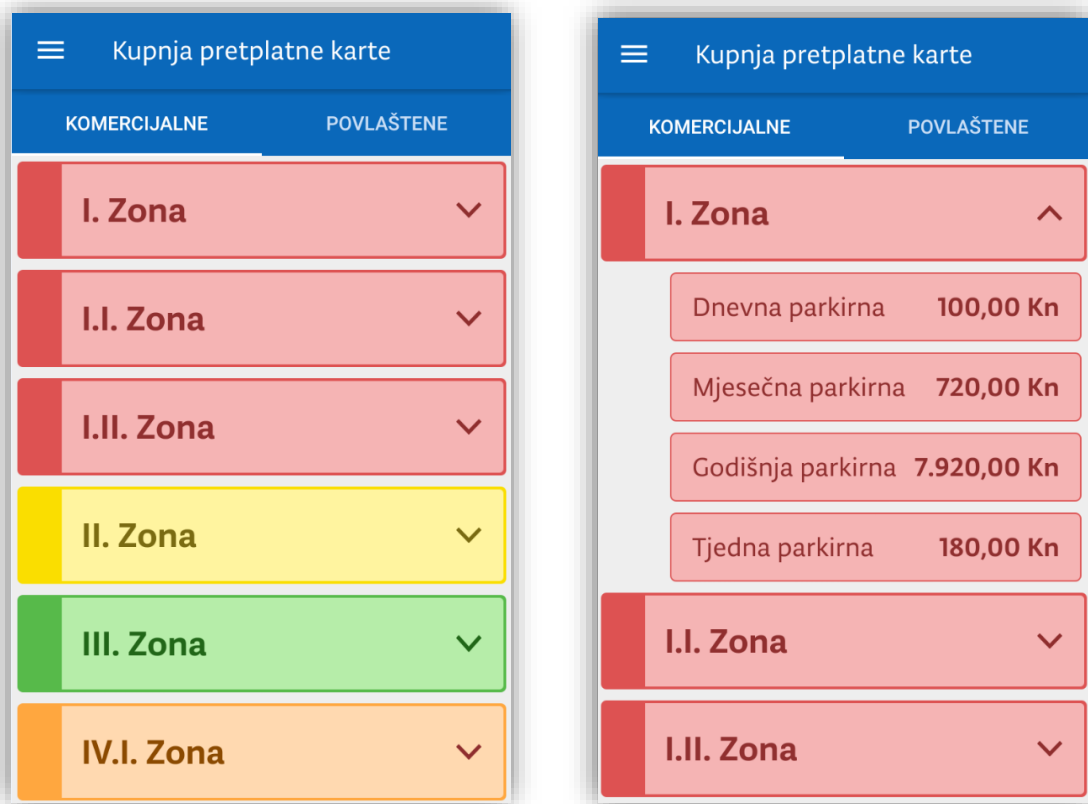 Kupnja pretplatne karte
KOMERCIJALNE POVLAŠTENE
I. Zona
I.I. Zona
I.II. Zona
II. Zona
III. Zona
IV.I. Zona
Kupnja pretplatne karte
KOMERCIJALNE POVLAŠTENE
I. Zona
Dnevna parkirna 100,00 Kn
Mjesečna parkirna 720,00 Kn
Godišnja parkirna 7.920,00 Kn
Tjedna parkirna 180,00 Kn
I.I. Zona
I.II. Zona